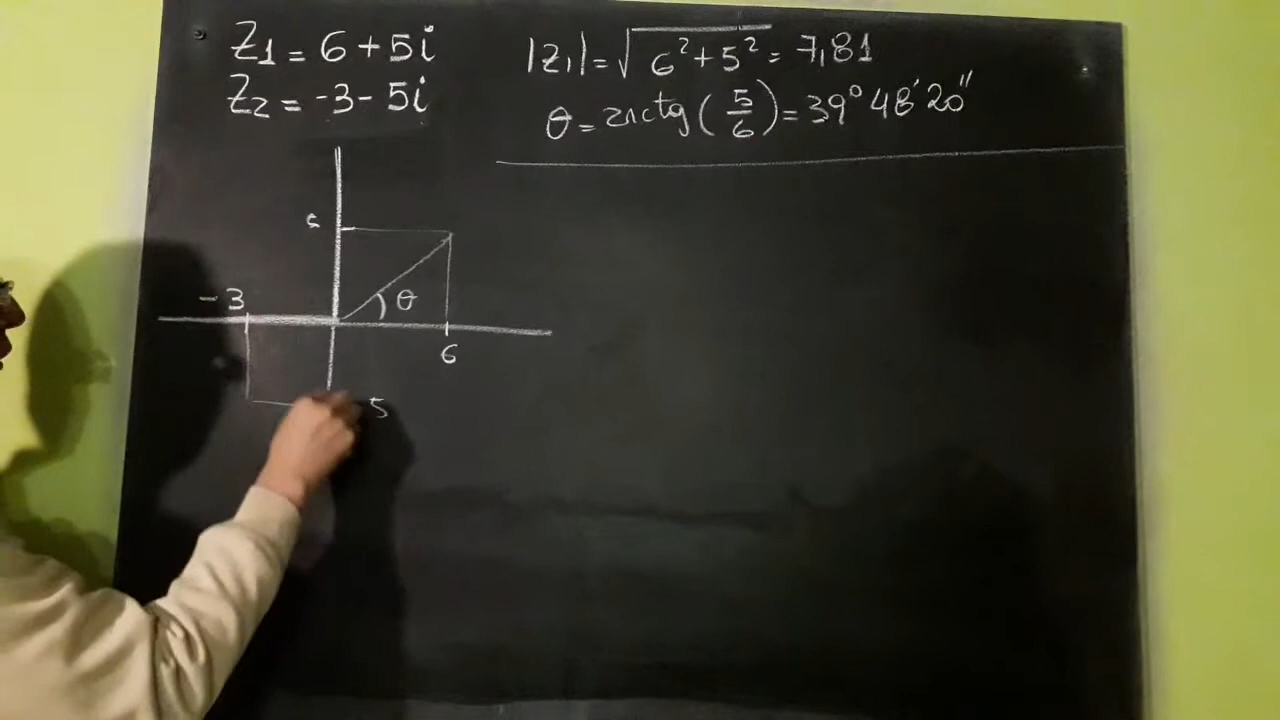 Z1 = 6 + 5i
Z2 = -3 - 5i
|z1| = √6² + 5² = 7,81
θ = arctg ( 5/6 ) = 39° 48' 20"
5
-3
θ
6
5